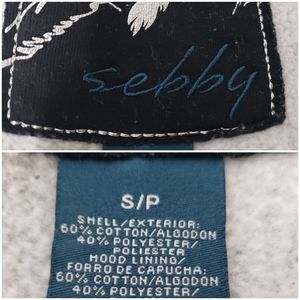 sebby
S/P
SHELL/EXTERIOR:
60% COTTON/ALGODON
40% POLYESTER/
POLIESTER
HOOD LINING/
FORRO DE CAPUCHA:
60% COTTON/ALGODON
40% POLYESTER/